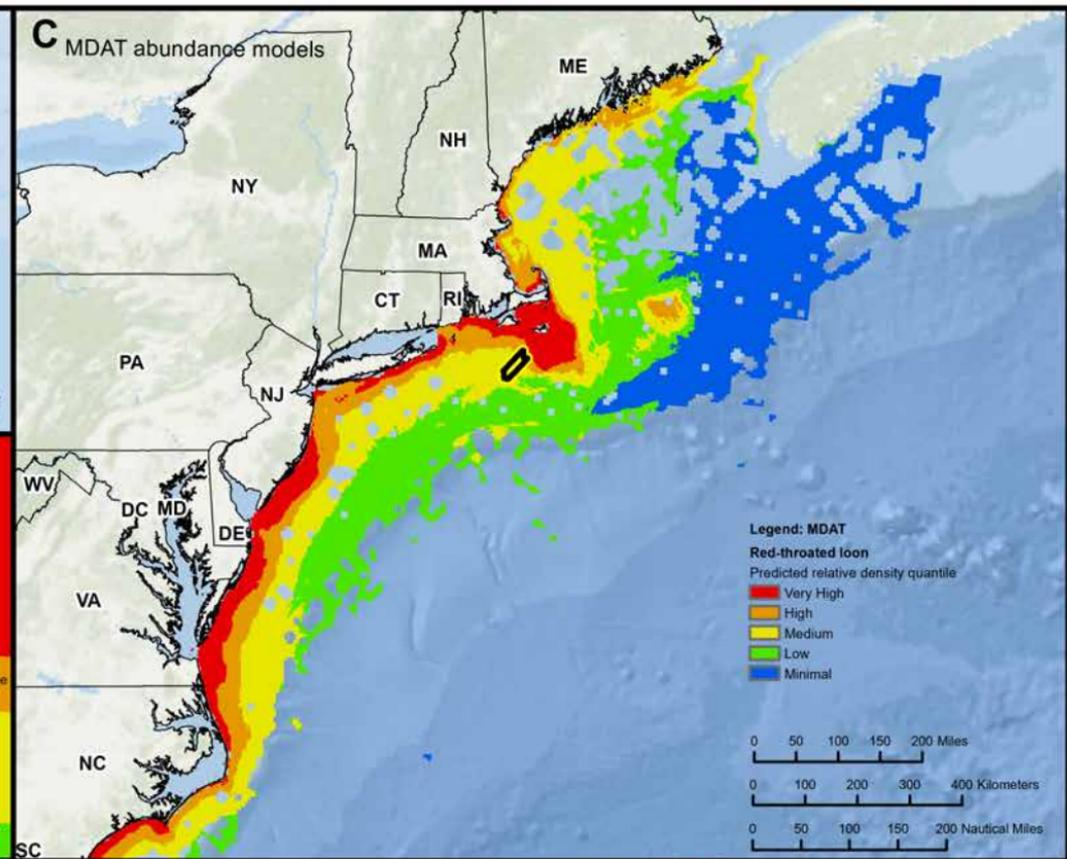 C MDAT abundance models
ME
NH
NY
MA
CT
RI
PA
NJ
WV
DC
MD
DE
VA
NC
SC
Legend: MDAT
Red-throated loon
Predicted relative density quantile
Very High
High
Medium
Low
Minimal
0 50 100 150 200 Miles
0 100 200 300 400 Kilometers
0 50 100 150 200 Nautical Miles
e